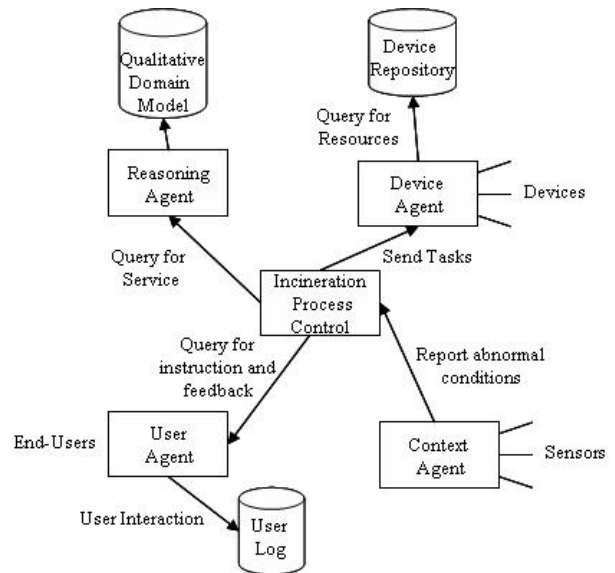 Qualitative
Domain
Model
Device
Repository
Query for
Resources
Reasoning
Agent
Device
Agent
Devices
Query for
Service
Send Tasks
Incineration
Process
Control
Query for
instruction and
feedback
Report abnormal
conditions
End-Users
User
Agent
Context
Agent
Sensors
User Interaction
User
Log